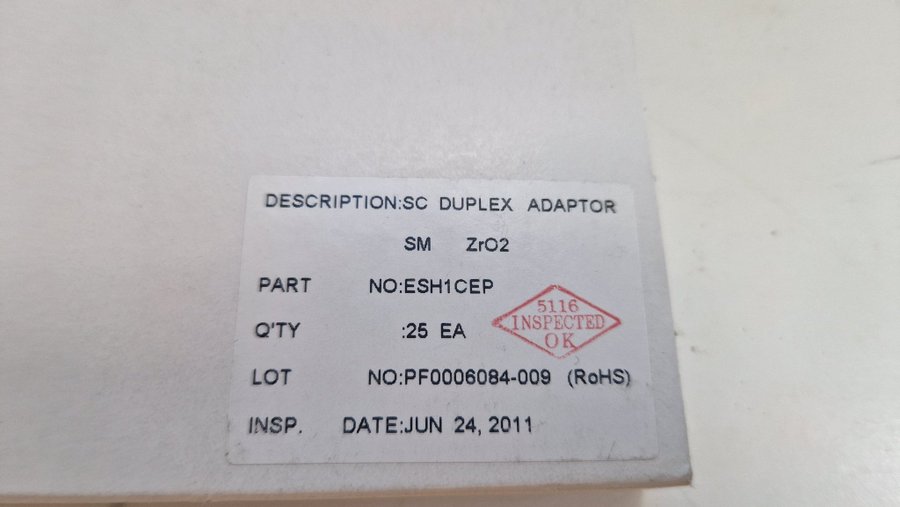 DESCRIPTION:SC DUPLEX ADAPTOR
SM ZrO2
PART NO:ESH1CEP
Q'TY :25 EA
5116
INSPECTED
OK
LOT NO:PF0006084-009 (RoHS)
INSP. DATE:JUN 24, 2011